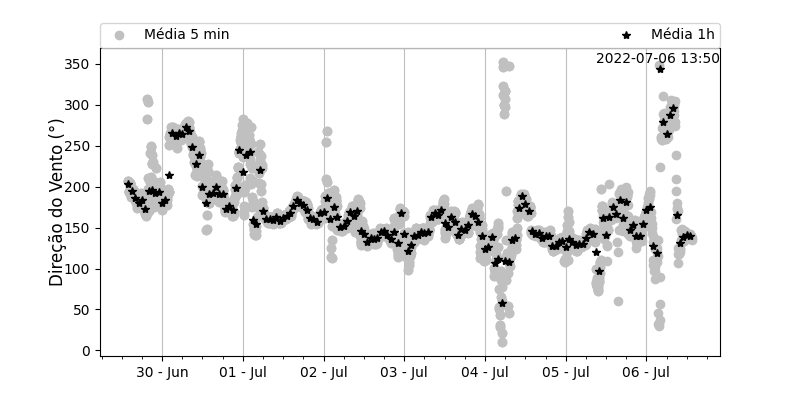 Média 5 min
Média 1h
2022-07-06 13:50
350
300
250
200
150
100
50
0
Direção do Vento (°)
30 - Jun
01 - Jul
02 - Jul
03 - Jul
04 - Jul
05 - Jul
06 - Jul